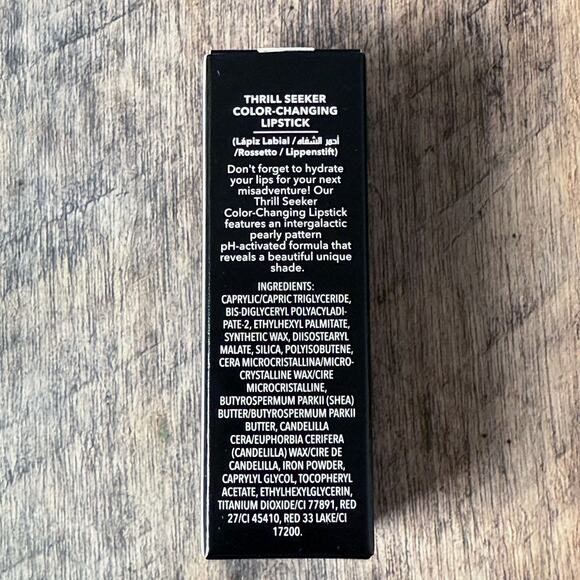 THRILL SEEKER
COLOR-CHANGING
LIPSTICK
(Lápiz Labial / أحمر الشفاه
/Rossetto / Lippenstift)
Don't forget to hydrate
your lips for your next
misadventure! Our
Thrill Seeker
Color-Changing Lipstick
features an intergalactic
pearly pattern
pH-activated formula that
reveals a beautiful unique
shade.
INGREDIENTS:
CAPRYLIC/CAPRIC TRIGLYCERIDE,
BIS-DIGLYCERYL POLYACYLADI-
PATE-2, ETHYLHEXYL PALMITATE,
SYNTHETIC WAX, DIISOSTEARYL
MALATE, SILICA, POLYISOBUTENE,
CERA MICROCRISTALLINA/MICRO-
CRYSTALLINE WAX/CIRE
MICROCRISTALLINE,
BUTYROSPERMUM PARKII (SHEA)
BUTTER/BUTYROSPERMUM PARKII
BUTTER, CANDELILLA
CERA/EUPHORBIA CERIFERA
(CANDELILLA) WAX/CIRE DE
CANDELILLA, IRON POWDER,
CAPRYLYL GLYCOL, TOCOPHERYL
ACETATE, ETHYLHEXYLGLYCERIN,
TITANIUM DIOXIDE/CI 77891, RED
27/CI 45410, RED 33 LAKE/CI
17200.